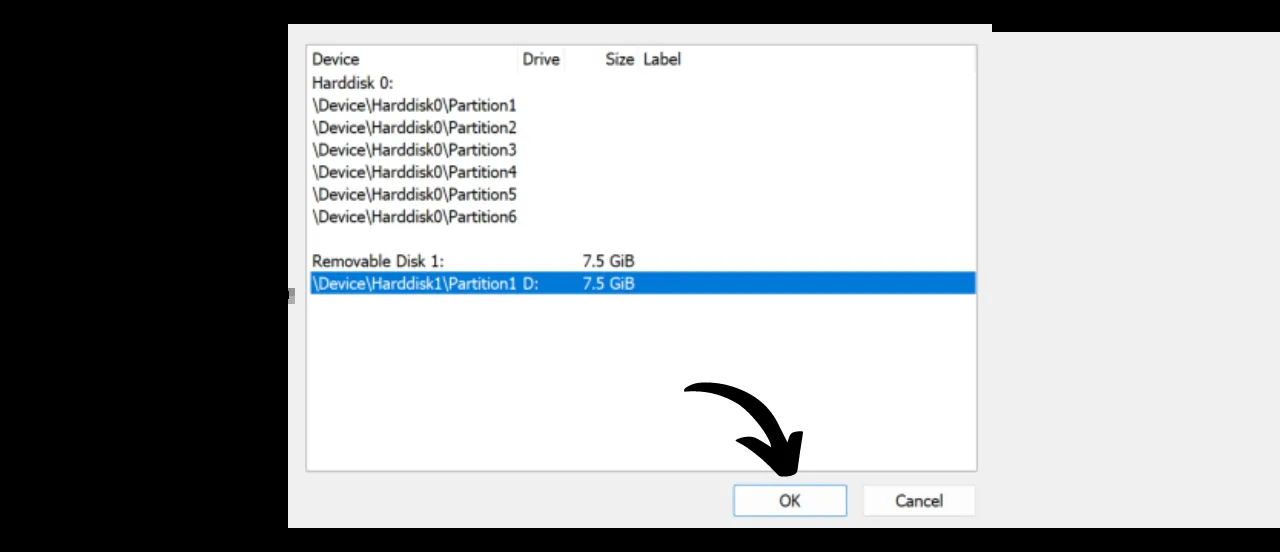 Device Drive Size Label
Harddisk 0:
\Device\Harddisk0\Partition1
\Device\Harddisk0\Partition2
\Device\Harddisk0\Partition3
\Device\Harddisk0\Partition4
\Device\Harddisk0\Partition5
\Device\Harddisk0\Partition6
Removable Disk 1: 7.5 GiB
\Device\Harddisk1\Partition1 D: 7.5 GiB
OK Cancel